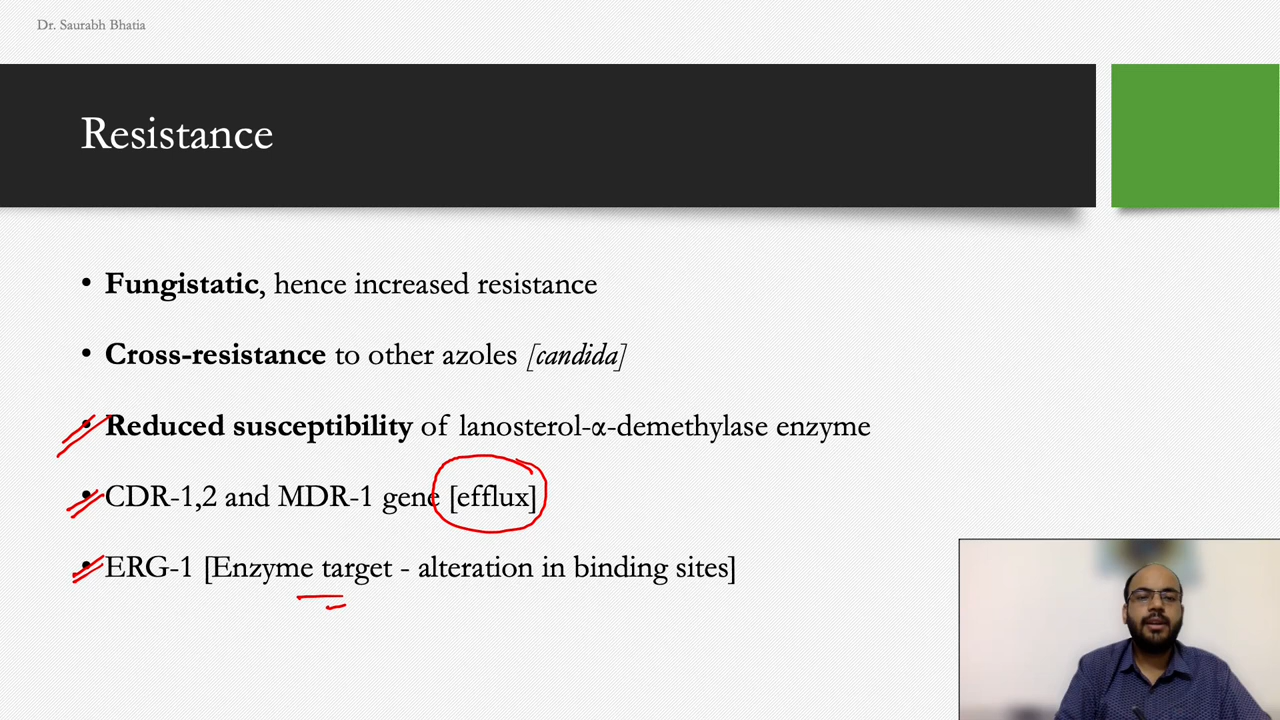 Dr. Saurabh Bhatia
Resistance
• Fungistatic, hence increased resistance
• Cross-resistance to other azoles [candida]
• Reduced susceptibility of lanosterol-α-demethylase enzyme
• CDR-1,2 and MDR-1 gene [efflux]
• ERG-1 [Enzyme target - alteration in binding sites]